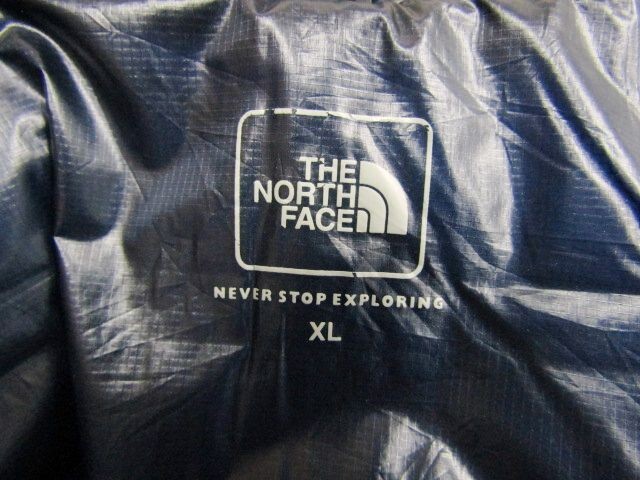 THE
NORTH
FACE
NEVER STOP EXPLORING
XL